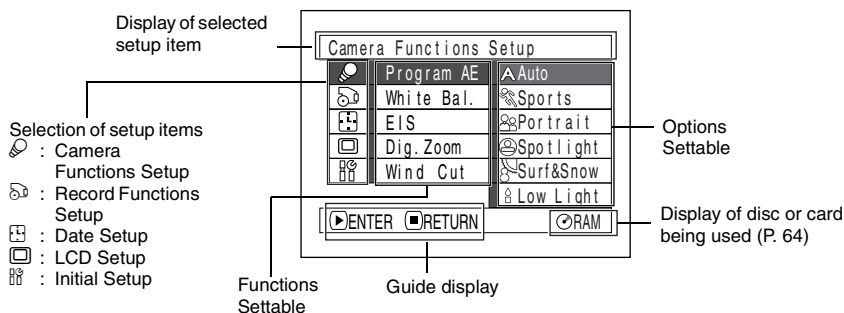 Display of selected
setup item
Camera Functions Setup
Program AE
White Bal.
EIS
Dig.Zoom
Wind Cut
Auto
Sports
Portrait
Spotlight
Surf&Snow
Low Light
ENTER RETURN
RAM
Selection of setup items
: Camera
Functions Setup
: Record Functions
Setup
: Date Setup
: LCD Setup
: Initial Setup
Options
Settable
Display of disc or card
being used (P. 64)
Functions
Settable
Guide display